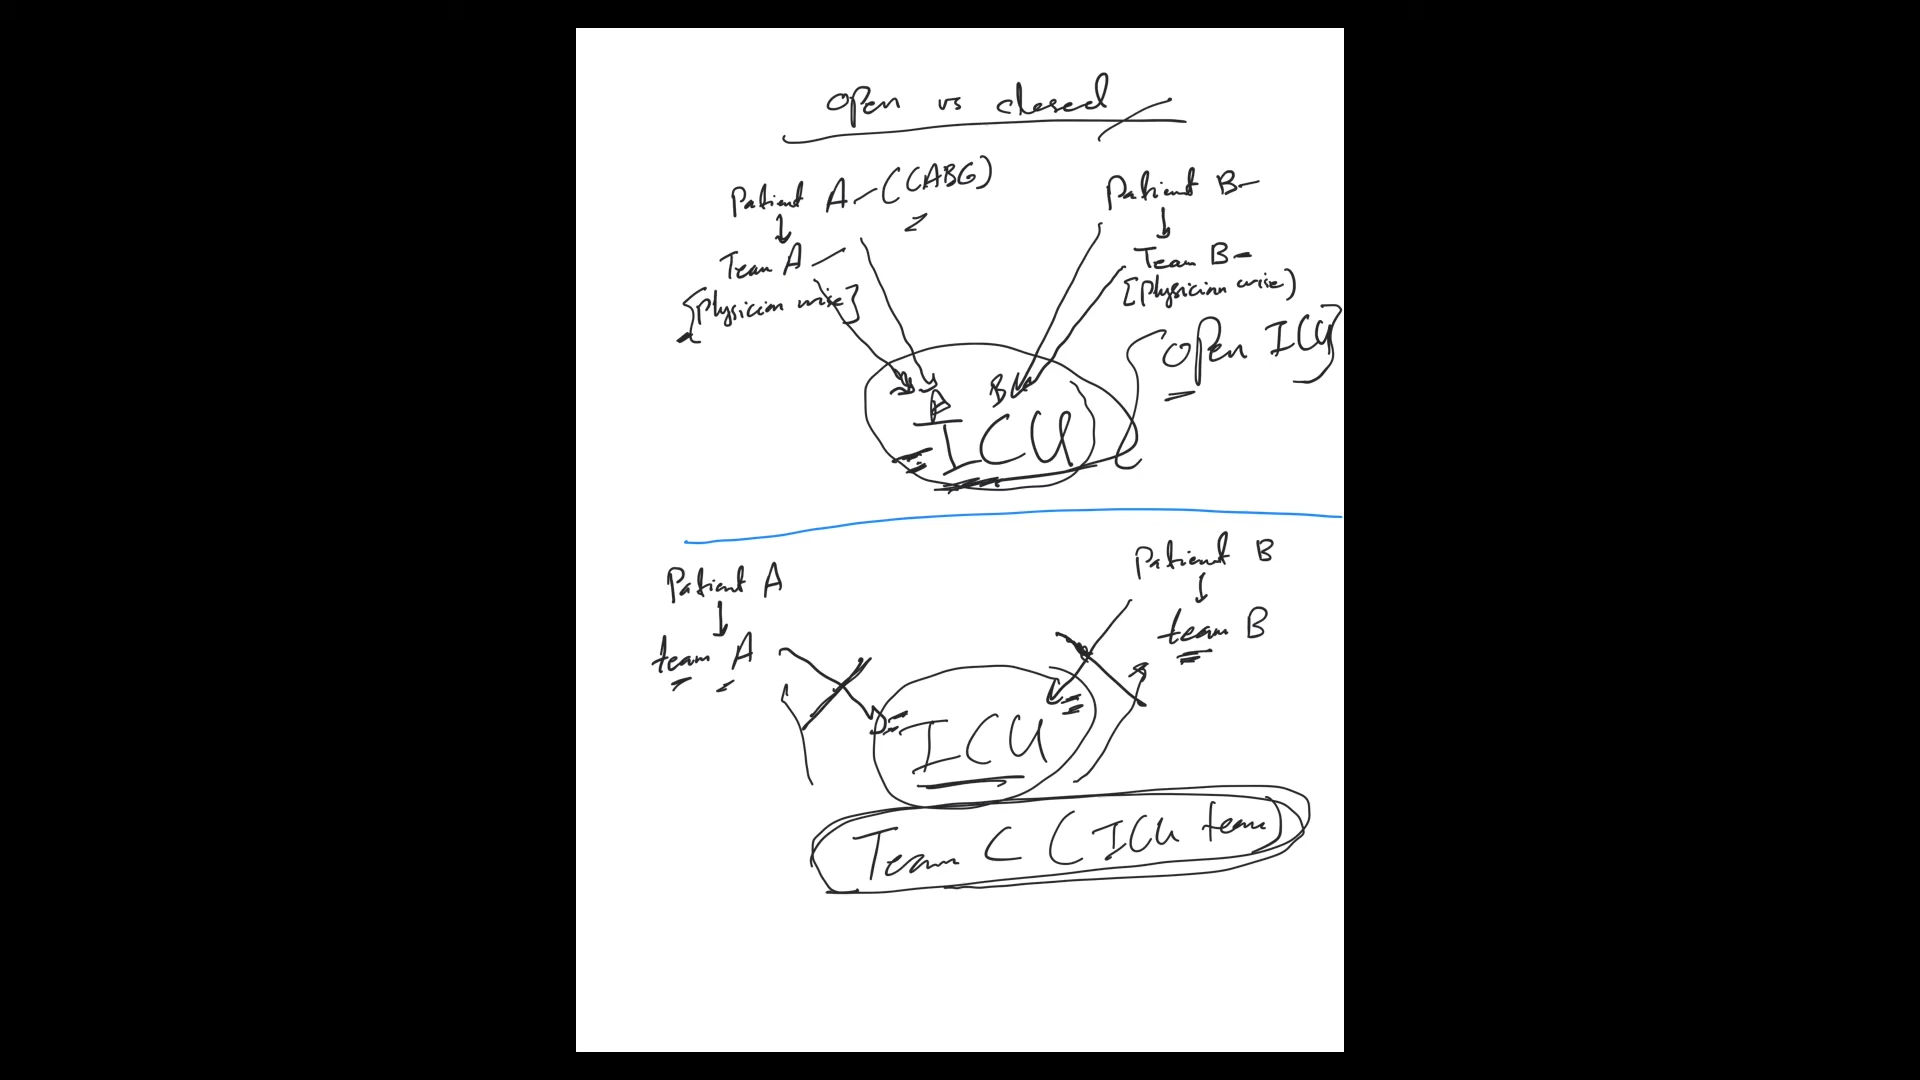 open vs closed
Patient A - (CABG)
Team A -
[physician wise]
Patient B -
Team B -
[physician wise)
open ICU
A B
ICU
Patient A
team A
Patient B
team B
ICU
Team C (ICU team)